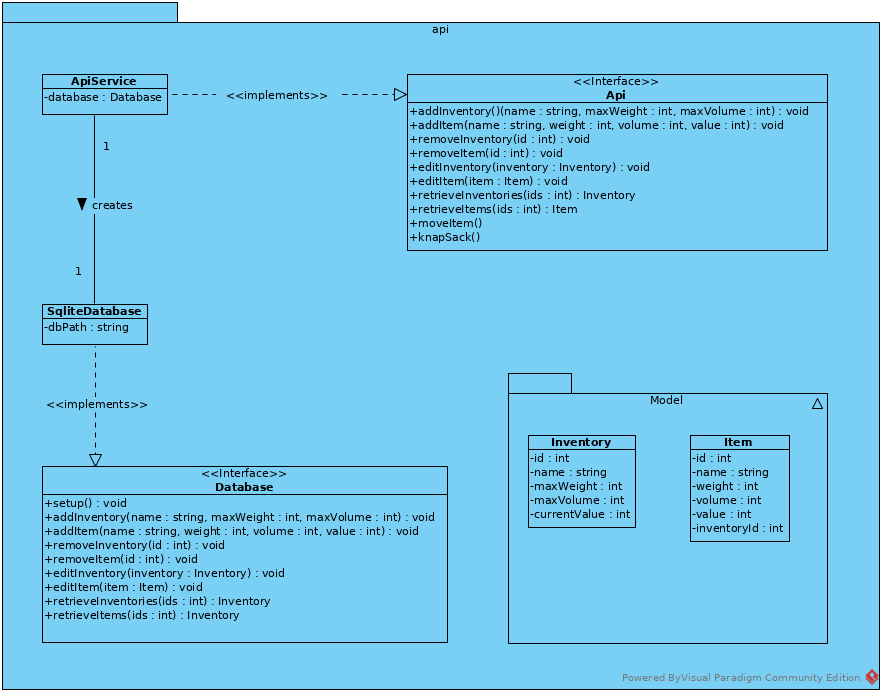 api
ApiService
-database : Database
<<implements>>
<<Interface>>
Api
+addInventory()(name : string, maxWeight : int, maxVolume : int) : void
+addItem(name : string, weight : int, volume : int, value : int) : void
+removeInventory(id : int) : void
+removeItem(id : int) : void
+editInventory(inventory : Inventory) : void
+editItem(item : Item) : void
+retrieveInventories(ids : int) : Inventory
+retrieveItems(ids : int) : Item
+moveItem()
+knapSack()
1
creates
1
SqliteDatabase
-dbPath : string
<<implements>>
<<Interface>>
Database
+setup() : void
+addInventory(name : string, maxWeight : int, maxVolume : int) : void
+addItem(name : string, weight : int, volume : int, value : int) : void
+removeInventory(id : int) : void
+removeItem(id : int) : void
+editInventory(inventory : Inventory) : void
+editItem(item : Item) : void
+retrieveInventories(ids : int) : Inventory
+retrieveItems(ids : int) : Inventory
Model
Inventory
-id : int
-name : string
-maxWeight : int
-maxVolume : int
-currentValue : int
Item
-id : int
-name : string
-weight : int
-volume : int
-value : int
-inventoryId : int
Powered ByVisual Paradigm Community Edition